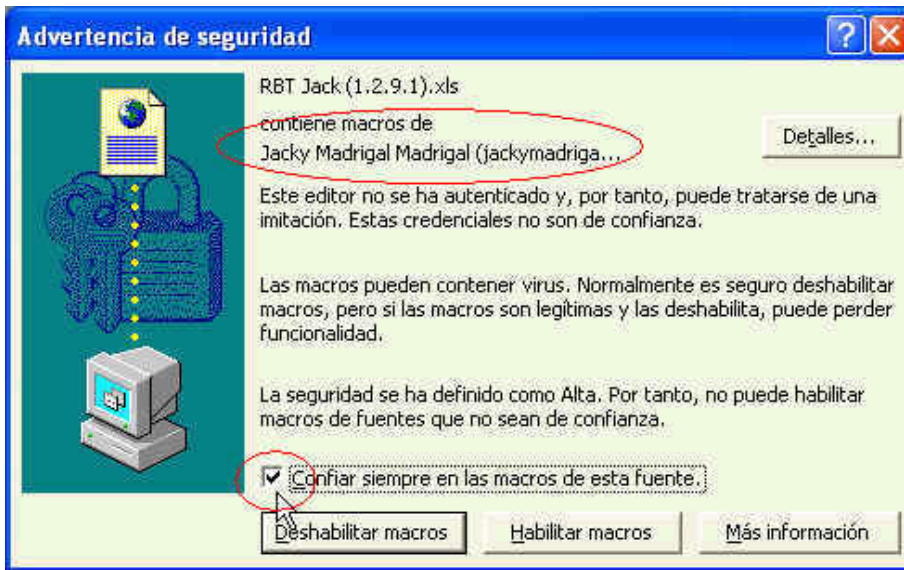 Advertencia de seguridad
RBT Jack (1.2.9.1).xls
contiene macros de
Jacky Madrigal Madrigal (jackymadriga...
Detalles...
Este editor no se ha autenticado y, por tanto, puede tratarse de una
imitación. Estas credenciales no son de confianza.
Las macros pueden contener virus. Normalmente es seguro deshabilitar
macros, pero si las macros son legítimas y las deshabilita, puede perder
funcionalidad.
La seguridad se ha definido como Alta. Por tanto, no puede habilitar
macros de fuentes que no sean de confianza.
Confiar siempre en las macros de esta fuente.
Deshabilitar macros
Habilitar macros
Más información